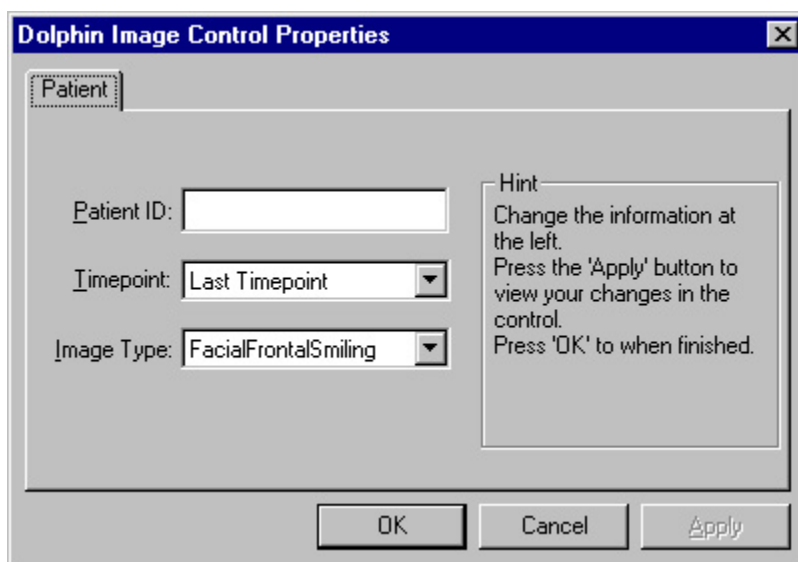 Dolphin Image Control Properties
Patient
Patient ID:
Timepoint: Last Timepoint
Image Type: FacialFrontalSmiling
Hint
Change the information at
the left.
Press the 'Apply' button to
view your changes in the
control.
Press 'OK' to when finished.
OK Cancel Apply